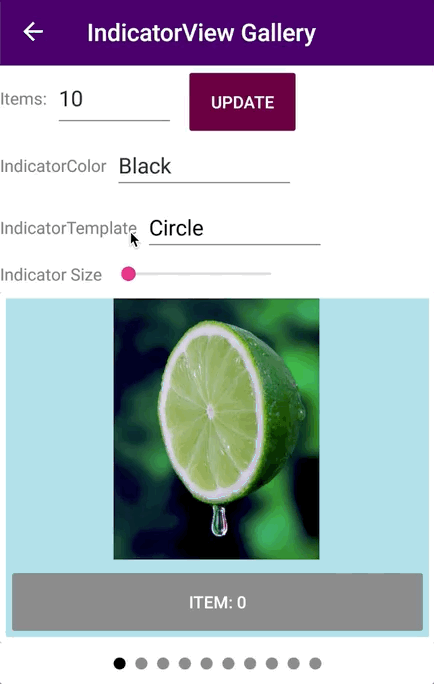 IndicatorView Gallery
Items: 10 UPDATE
IndicatorColor Black
IndicatorTemplate Circle
Indicator Size
ITEM: 0